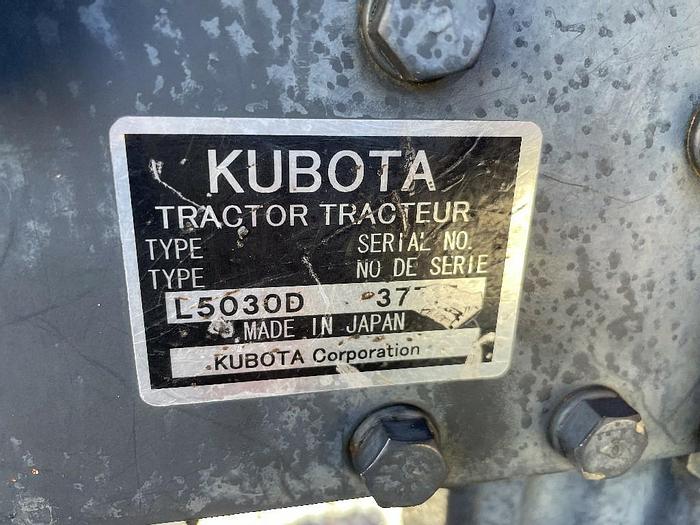 KUBOTA
TRACTOR TRACTEUR
TYPE SERIAL NO.
TYPE NO DE SERIE
L5030D
MADE IN JAPAN
KUBOTA Corporation